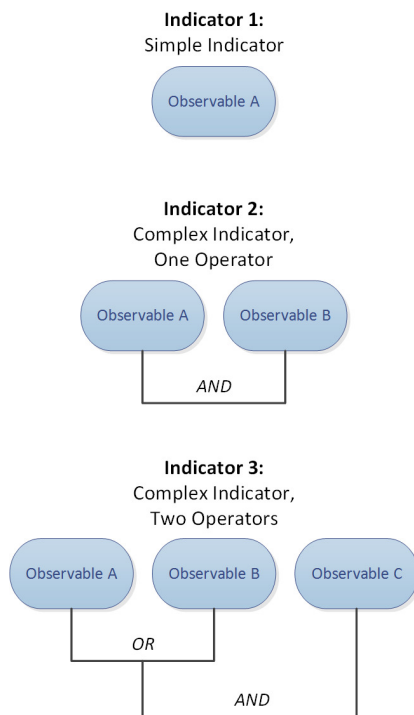 Indicator 1:
Simple Indicator
Observable A
Indicator 2:
Complex Indicator,
One Operator
Observable A
Observable B
AND
Indicator 3:
Complex Indicator,
Two Operators
Observable A
Observable B
Observable C
OR
AND